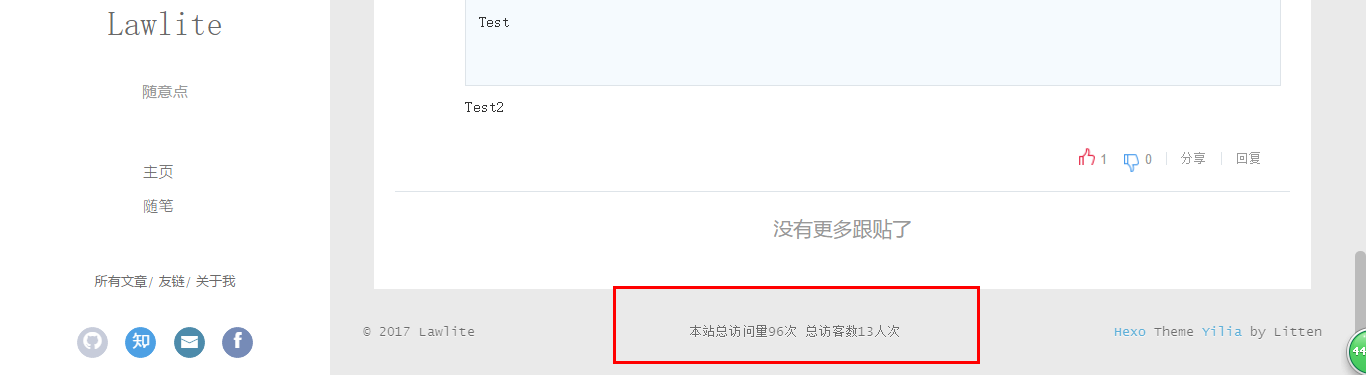 Lawlite
随意点
主页
随笔
所有文章/ 友链/ 关于我
知
f
Test
Test2
1 0 分享 回复
没有更多跟贴了
© 2017 Lawlite
本站总访问量96次 总访客数13人次
Hexo Theme Yilia by Litten
44